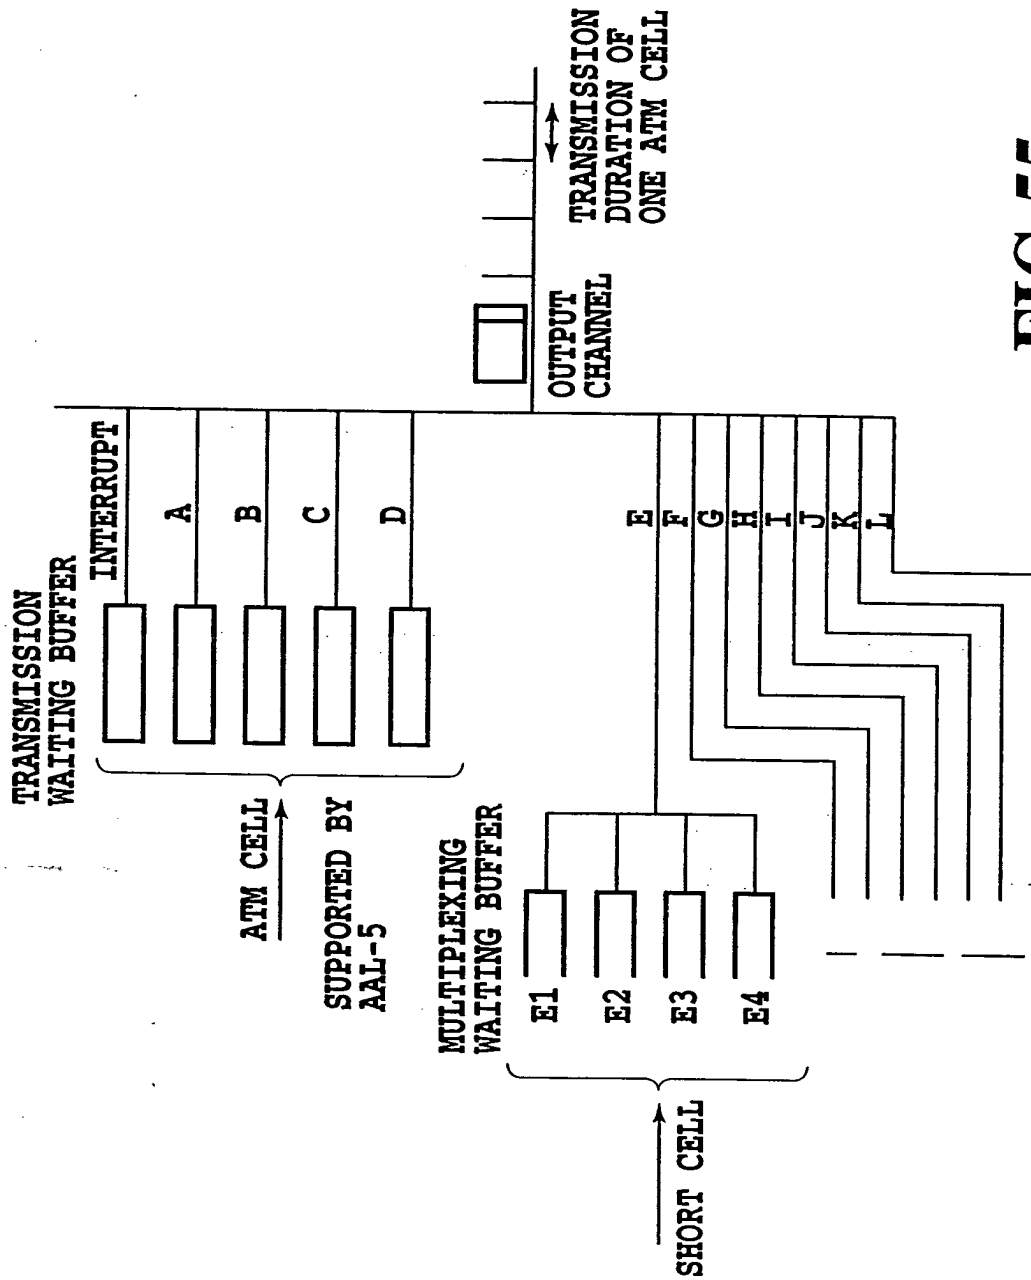 TRANSMISSION
WAITING BUFFER
INTERRUPT
A
B
C
D
ATM CELL
SUPPORTED BY
AAL-5
MULTIPLEXING
WAITING BUFFER
E1
E2
E3
E4
SHORT CELL
E
F
G
H
I
J
K
L
OUTPUT
CHANNEL
TRANSMISSION
DURATION OF
ONE ATM CELL